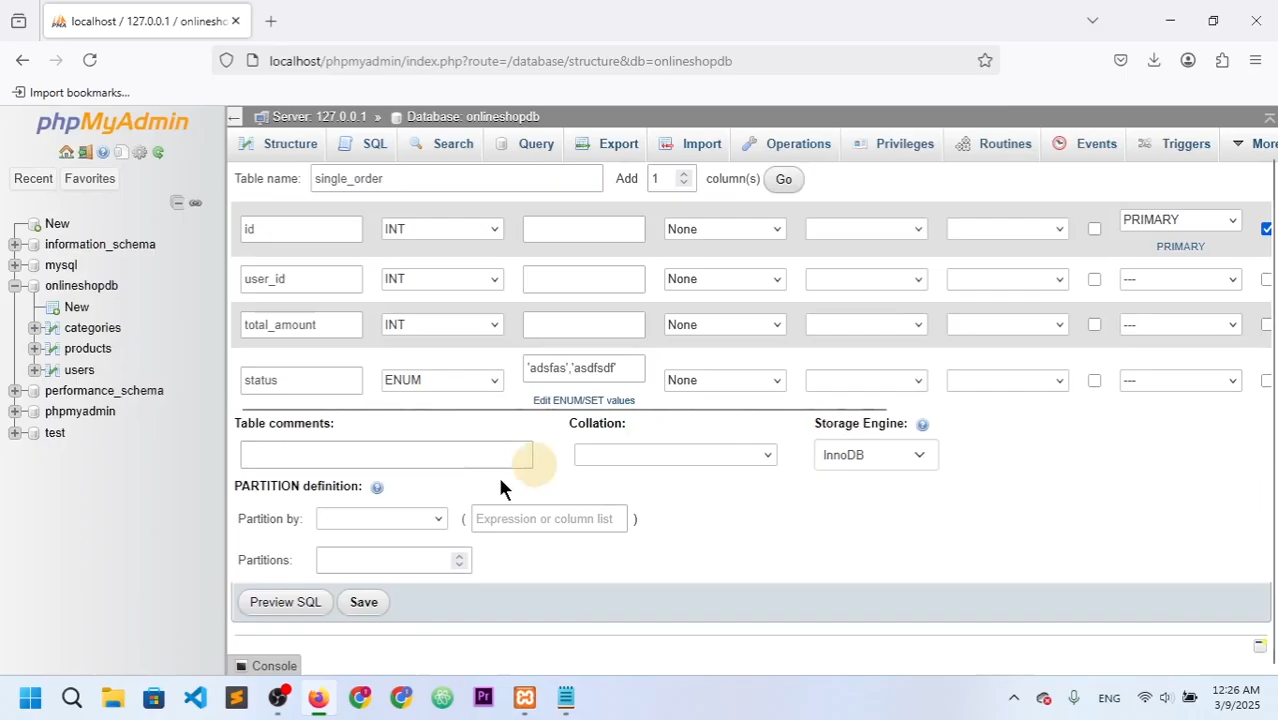 localhost / 127.0.0.1 / onlinesho
localhost/phpmyadmin/index.php?route=/database/structure&db=onlineshopdb
Import bookmarks...
phpMyAdmin
Recent Favorites
New
information_schema
mysql
onlineshopdb
New
categories
products
users
performance_schema
phpmyadmin
test
Server: 127.0.0.1 » Database: onlineshopdb
Structure SQL Search Query Export Import Operations Privileges Routines Events Triggers More
Table name: single_order Add 1 column(s) Go
id INT None PRIMARY
PRIMARY
user_id INT None ---
total_amount INT None ---
status ENUM 'adsfas','asdfsdf' None ---
Edit ENUM/SET values
Table comments: Collation: Storage Engine:
InnoDB
PARTITION definition:
Partition by: ( Expression or column list )
Partitions:
Preview SQL Save
Console
ENG
12:26 AM
3/9/2025